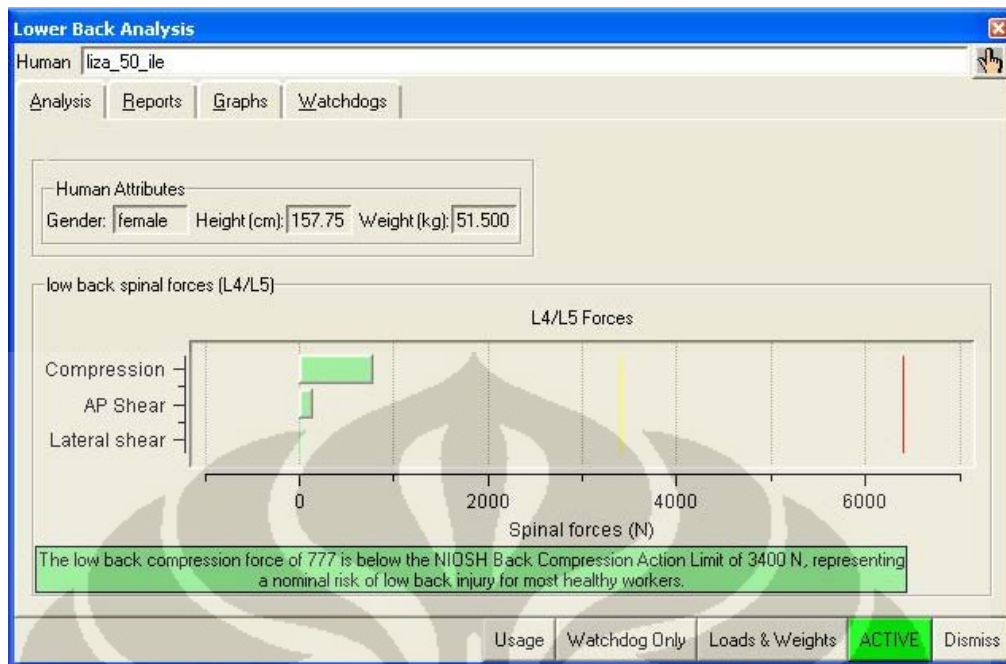 Lower Back Analysis
Human liza_50_ile
Analysis Reports Graphs Watchdogs
Human Attributes
Gender: female Height (cm): 157.75 Weight (kg): 51.500
low back spinal forces (L4/L5)
L4/L5 Forces
Compression
AP Shear
Lateral shear
0 2000 4000 6000
Spinal forces (N)
The low back compression force of 777 is below the NIOSH Back Compression Action Limit of 3400 N, representing
a nominal risk of low back injury for most healthy workers.
Usage Watchdog Only Loads & Weights ACTIVE Dismiss